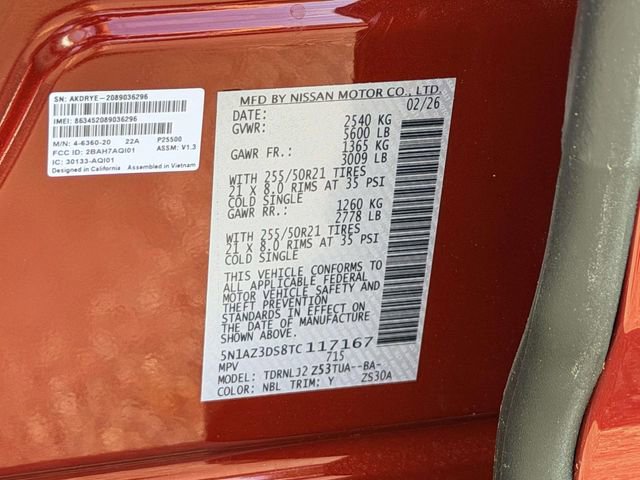 SN: AKDRYE-2089036296
IMEI: 863452089036296
M/N: 4-6360-20 22A P25500
FCC ID: 2BAH7AQI01 ASSM: V1.3
IC: 30133-AQI01
Designed in California Assembled in Vietnam
MFD BY NISSAN MOTOR CO., LTD.
DATE: 02/26
GVWR: 2540 KG
5600 LB
GAWR FR.: 1365 KG
3009 LB
WITH 255/50R21 TIRES
21 X 8.0 RIMS AT 35 PSI
COLD SINGLE
GAWR RR.: 1260 KG
2778 LB
WITH 255/50R21 TIRES
21 X 8.0 RIMS AT 35 PSI
COLD SINGLE
THIS VEHICLE CONFORMS TO
ALL APPLICABLE FEDERAL
MOTOR VEHICLE SAFETY AND
THEFT PREVENTION
STANDARDS IN EFFECT ON
THE DATE OF MANUFACTURE
SHOWN ABOVE.
5N1AZ3DS8TC117167
MPV 715
MODEL: TDRNLJ2 Z53TUA--BA-
COLOR: NBL TRIM: Y ZS30A